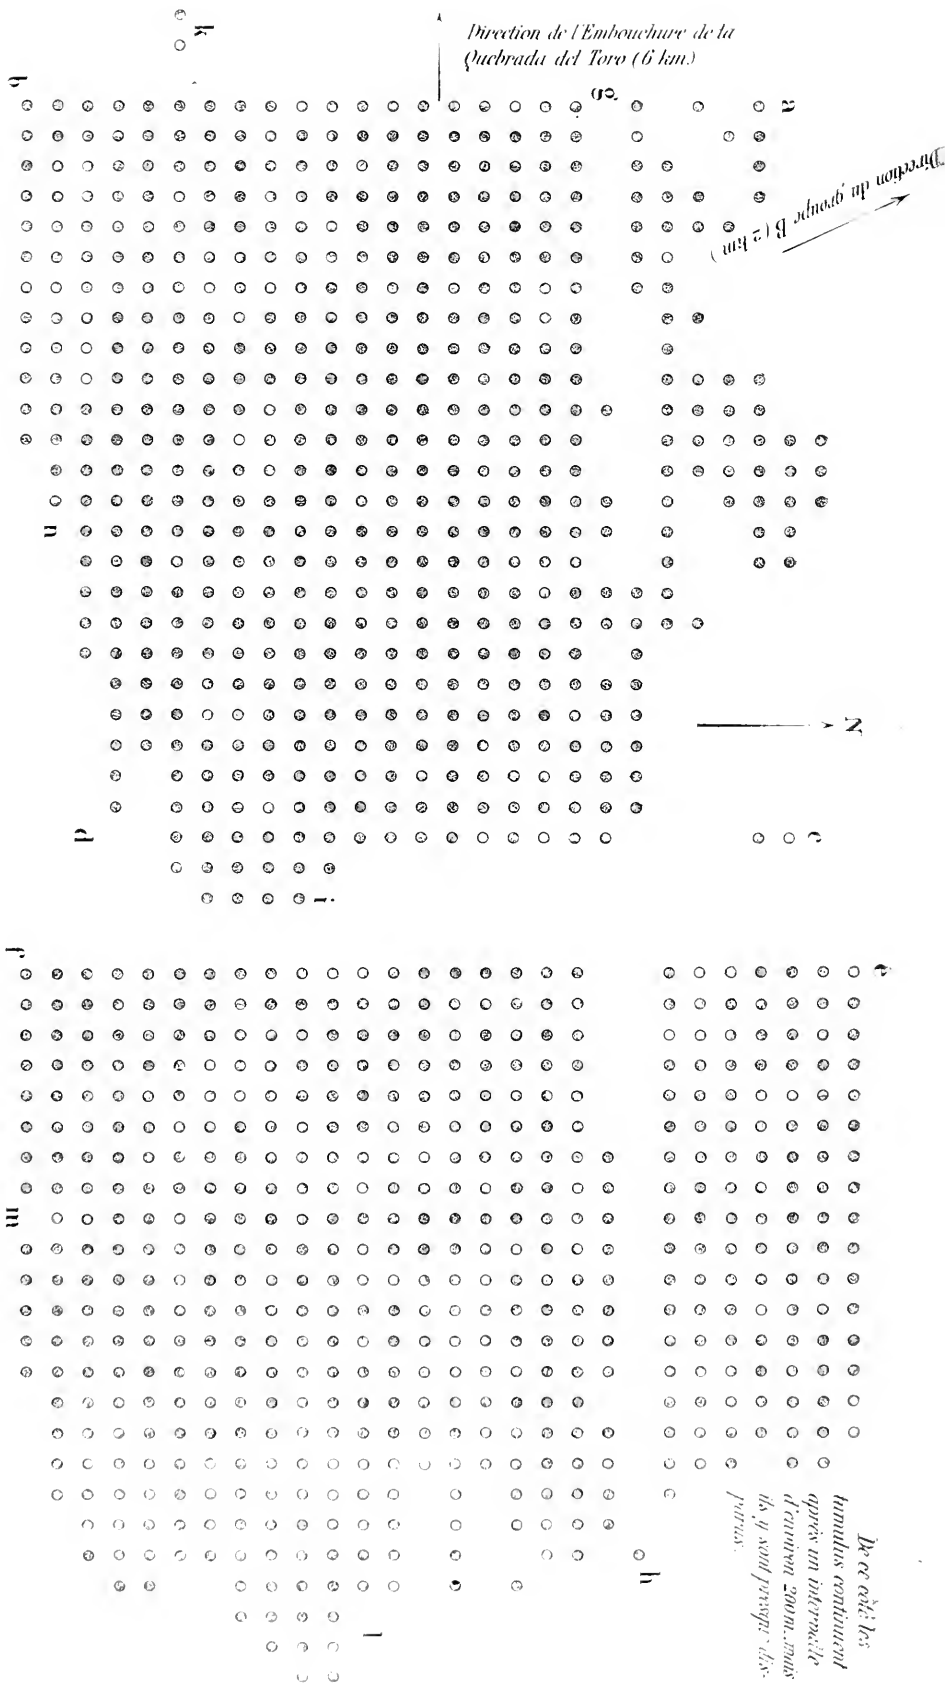 Direction de l'Embouchure de la
Quebrada del Toro (6 km.)
k
b
g
a
Direction du groupe B (2 km)
n
N
d
c
i
f
e
m
h
l
De ce côté les
tumulus continuent
après un intervalle
d'environ 200 m. mais
ils y sont presque dis-
parus.